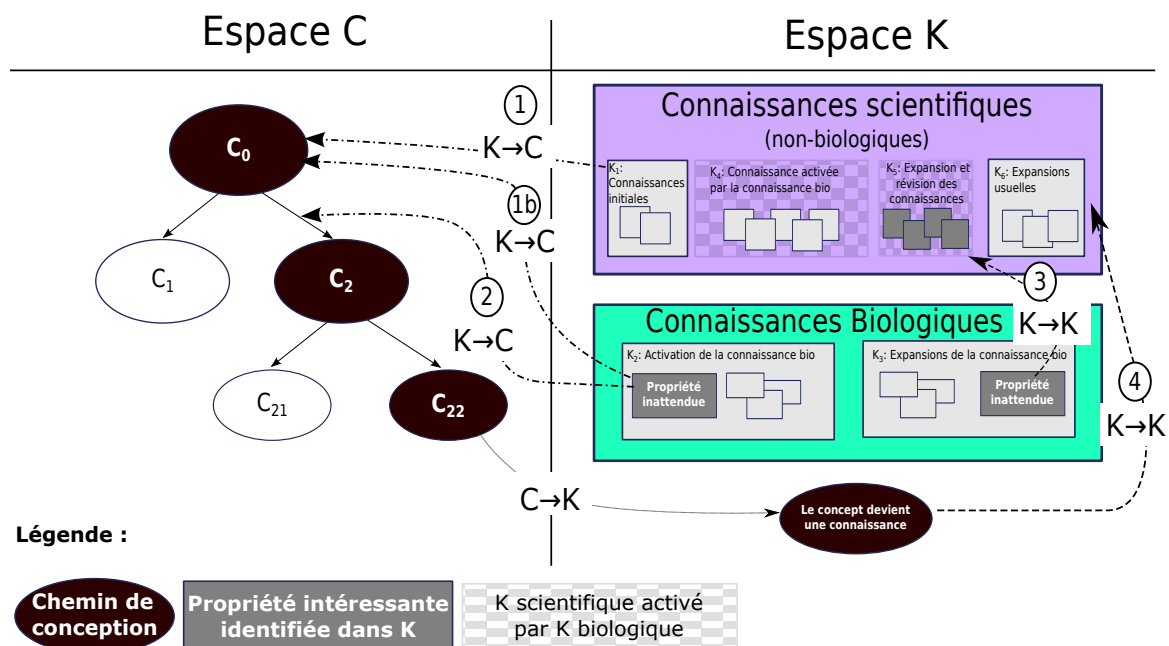 Espace C
Espace K
1
K→C
C0
1b
K→C
C1
C2
2
K→C
C21
C22
C→K
Connaissances scientifiques
(non-biologiques)
K1:
Connaissances
initiales
K4: Connaissance activée
par la connaissance bio
K5: Expansion et
révision des
connaissances
K6: Expansions
usuelles
3
K→K
Connaissances Biologiques
K2: Activation de la connaissance bio
Propriété
inattendue
K3: Expansions de la connaissance bio
Propriété
inattendue
4
K→K
Le concept devient
une connaissance
Légende :
Chemin de
conception
Propriété intéressante
identifiée dans K
K scientifique activé
par K biologique